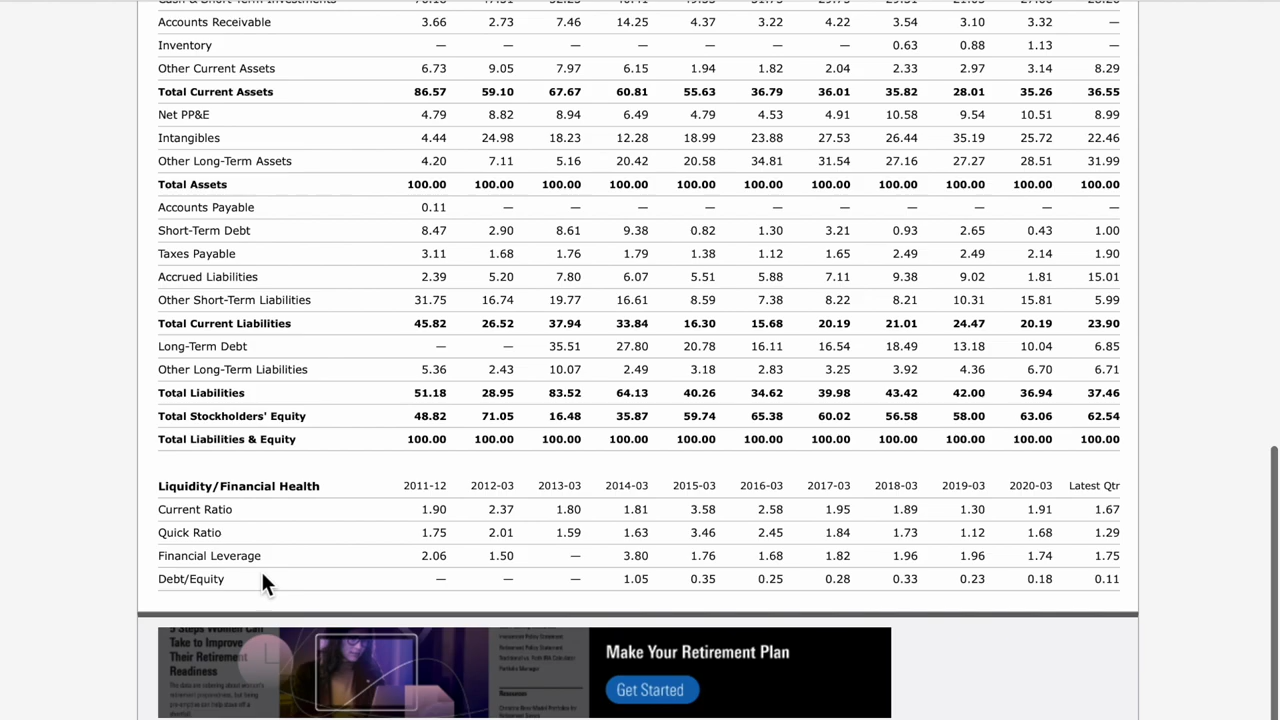 Accounts Receivable 3.66 2.73 7.46 14.25 4.37 3.22 4.22 3.54 3.10 3.32 —
Inventory — — — — — — — 0.63 0.88 1.13 —
Other Current Assets 6.73 9.05 7.97 6.15 1.94 1.82 2.04 2.33 2.97 3.14 8.29
Total Current Assets 86.57 59.10 67.67 60.81 55.63 36.79 36.01 35.82 28.01 35.26 36.55
Net PP&E 4.79 8.82 8.94 6.49 4.79 4.53 4.91 10.58 9.54 10.51 8.99
Intangibles 4.44 24.98 18.23 12.28 18.99 23.88 27.53 26.44 35.19 25.72 22.46
Other Long-Term Assets 4.20 7.11 5.16 20.42 20.58 34.81 31.54 27.16 27.27 28.51 31.99
Total Assets 100.00 100.00 100.00 100.00 100.00 100.00 100.00 100.00 100.00 100.00 100.00
Accounts Payable 0.11 — — — — — — — — — —
Short-Term Debt 8.47 2.90 8.61 9.38 0.82 1.30 3.21 0.93 2.65 0.43 1.00
Taxes Payable 3.11 1.68 1.76 1.79 1.38 1.12 1.65 2.49 2.49 2.14 1.90
Accrued Liabilities 2.39 5.20 7.80 6.07 5.51 5.88 7.11 9.38 9.02 1.81 15.01
Other Short-Term Liabilities 31.75 16.74 19.77 16.61 8.59 7.38 8.22 8.21 10.31 15.81 5.99
Total Current Liabilities 45.82 26.52 37.94 33.84 16.30 15.68 20.19 21.01 24.47 20.19 23.90
Long-Term Debt — — 35.51 27.80 20.78 16.11 16.54 18.49 13.18 10.04 6.85
Other Long-Term Liabilities 5.36 2.43 10.07 2.49 3.18 2.83 3.25 3.92 4.36 6.70 6.71
Total Liabilities 51.18 28.95 83.52 64.13 40.26 34.62 39.98 43.42 42.00 36.94 37.46
Total Stockholders' Equity 48.82 71.05 16.48 35.87 59.74 65.38 60.02 56.58 58.00 63.06 62.54
Total Liabilities & Equity 100.00 100.00 100.00 100.00 100.00 100.00 100.00 100.00 100.00 100.00 100.00
Liquidity/Financial Health 2011-12 2012-03 2013-03 2014-03 2015-03 2016-03 2017-03 2018-03 2019-03 2020-03 Latest Qtr
Current Ratio 1.90 2.37 1.80 1.81 3.58 2.58 1.95 1.89 1.30 1.91 1.67
Quick Ratio 1.75 2.01 1.59 1.63 3.46 2.45 1.84 1.73 1.12 1.68 1.29
Financial Leverage 2.06 1.50 — 3.80 1.76 1.68 1.82 1.96 1.96 1.74 1.75
Debt/Equity — — — 1.05 0.35 0.25 0.28 0.33 0.23 0.18 0.11
5 Steps Women Can
Take to Improve
Their Retirement
Readiness
Make Your Retirement Plan
Get Started
Resources